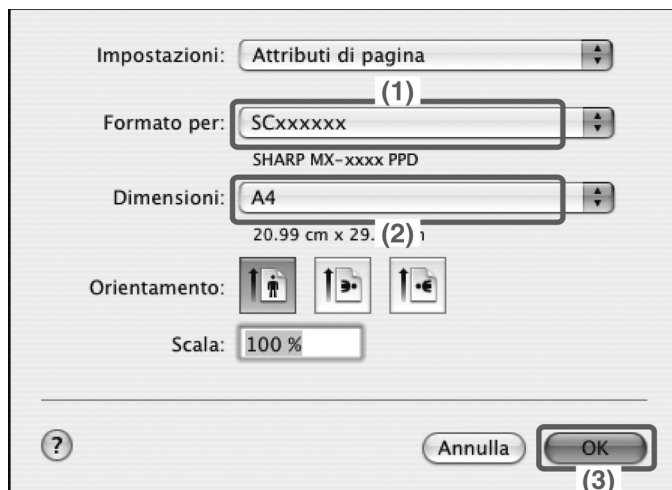 Impostazioni: Attributi di pagina
(1)
Formato per: SCxxxxxx
SHARP MX-xxxx PPD
Dimensioni: A4
20.99 cm x 29. (2)
Orientamento:
Scala: 100 %
? Annulla OK
(3)